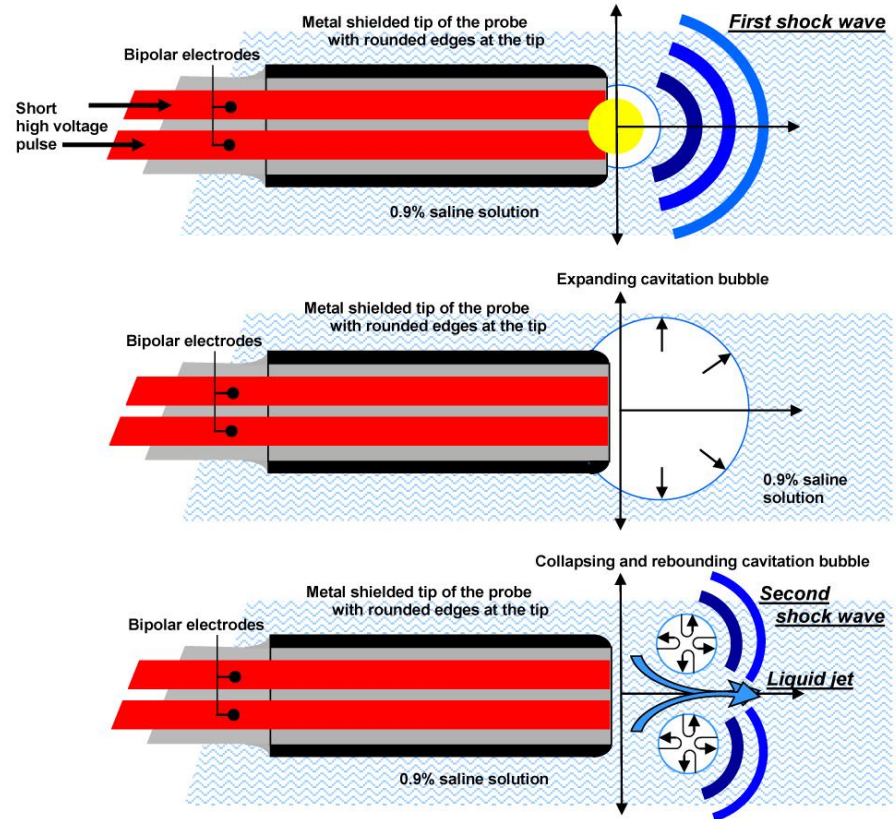 Metal shielded tip of the probe
with rounded edges at the tip
First shock wave
Bipolar electrodes
Short
high voltage
pulse
0.9% saline solution
Expanding cavitation bubble
Metal shielded tip of the probe
with rounded edges at the tip
Bipolar electrodes
0.9% saline
solution
Collapsing and rebounding cavitation bubble
Metal shielded tip of the probe
with rounded edges at the tip
Second
shock wave
Bipolar electrodes
Liquid jet
0.9% saline solution